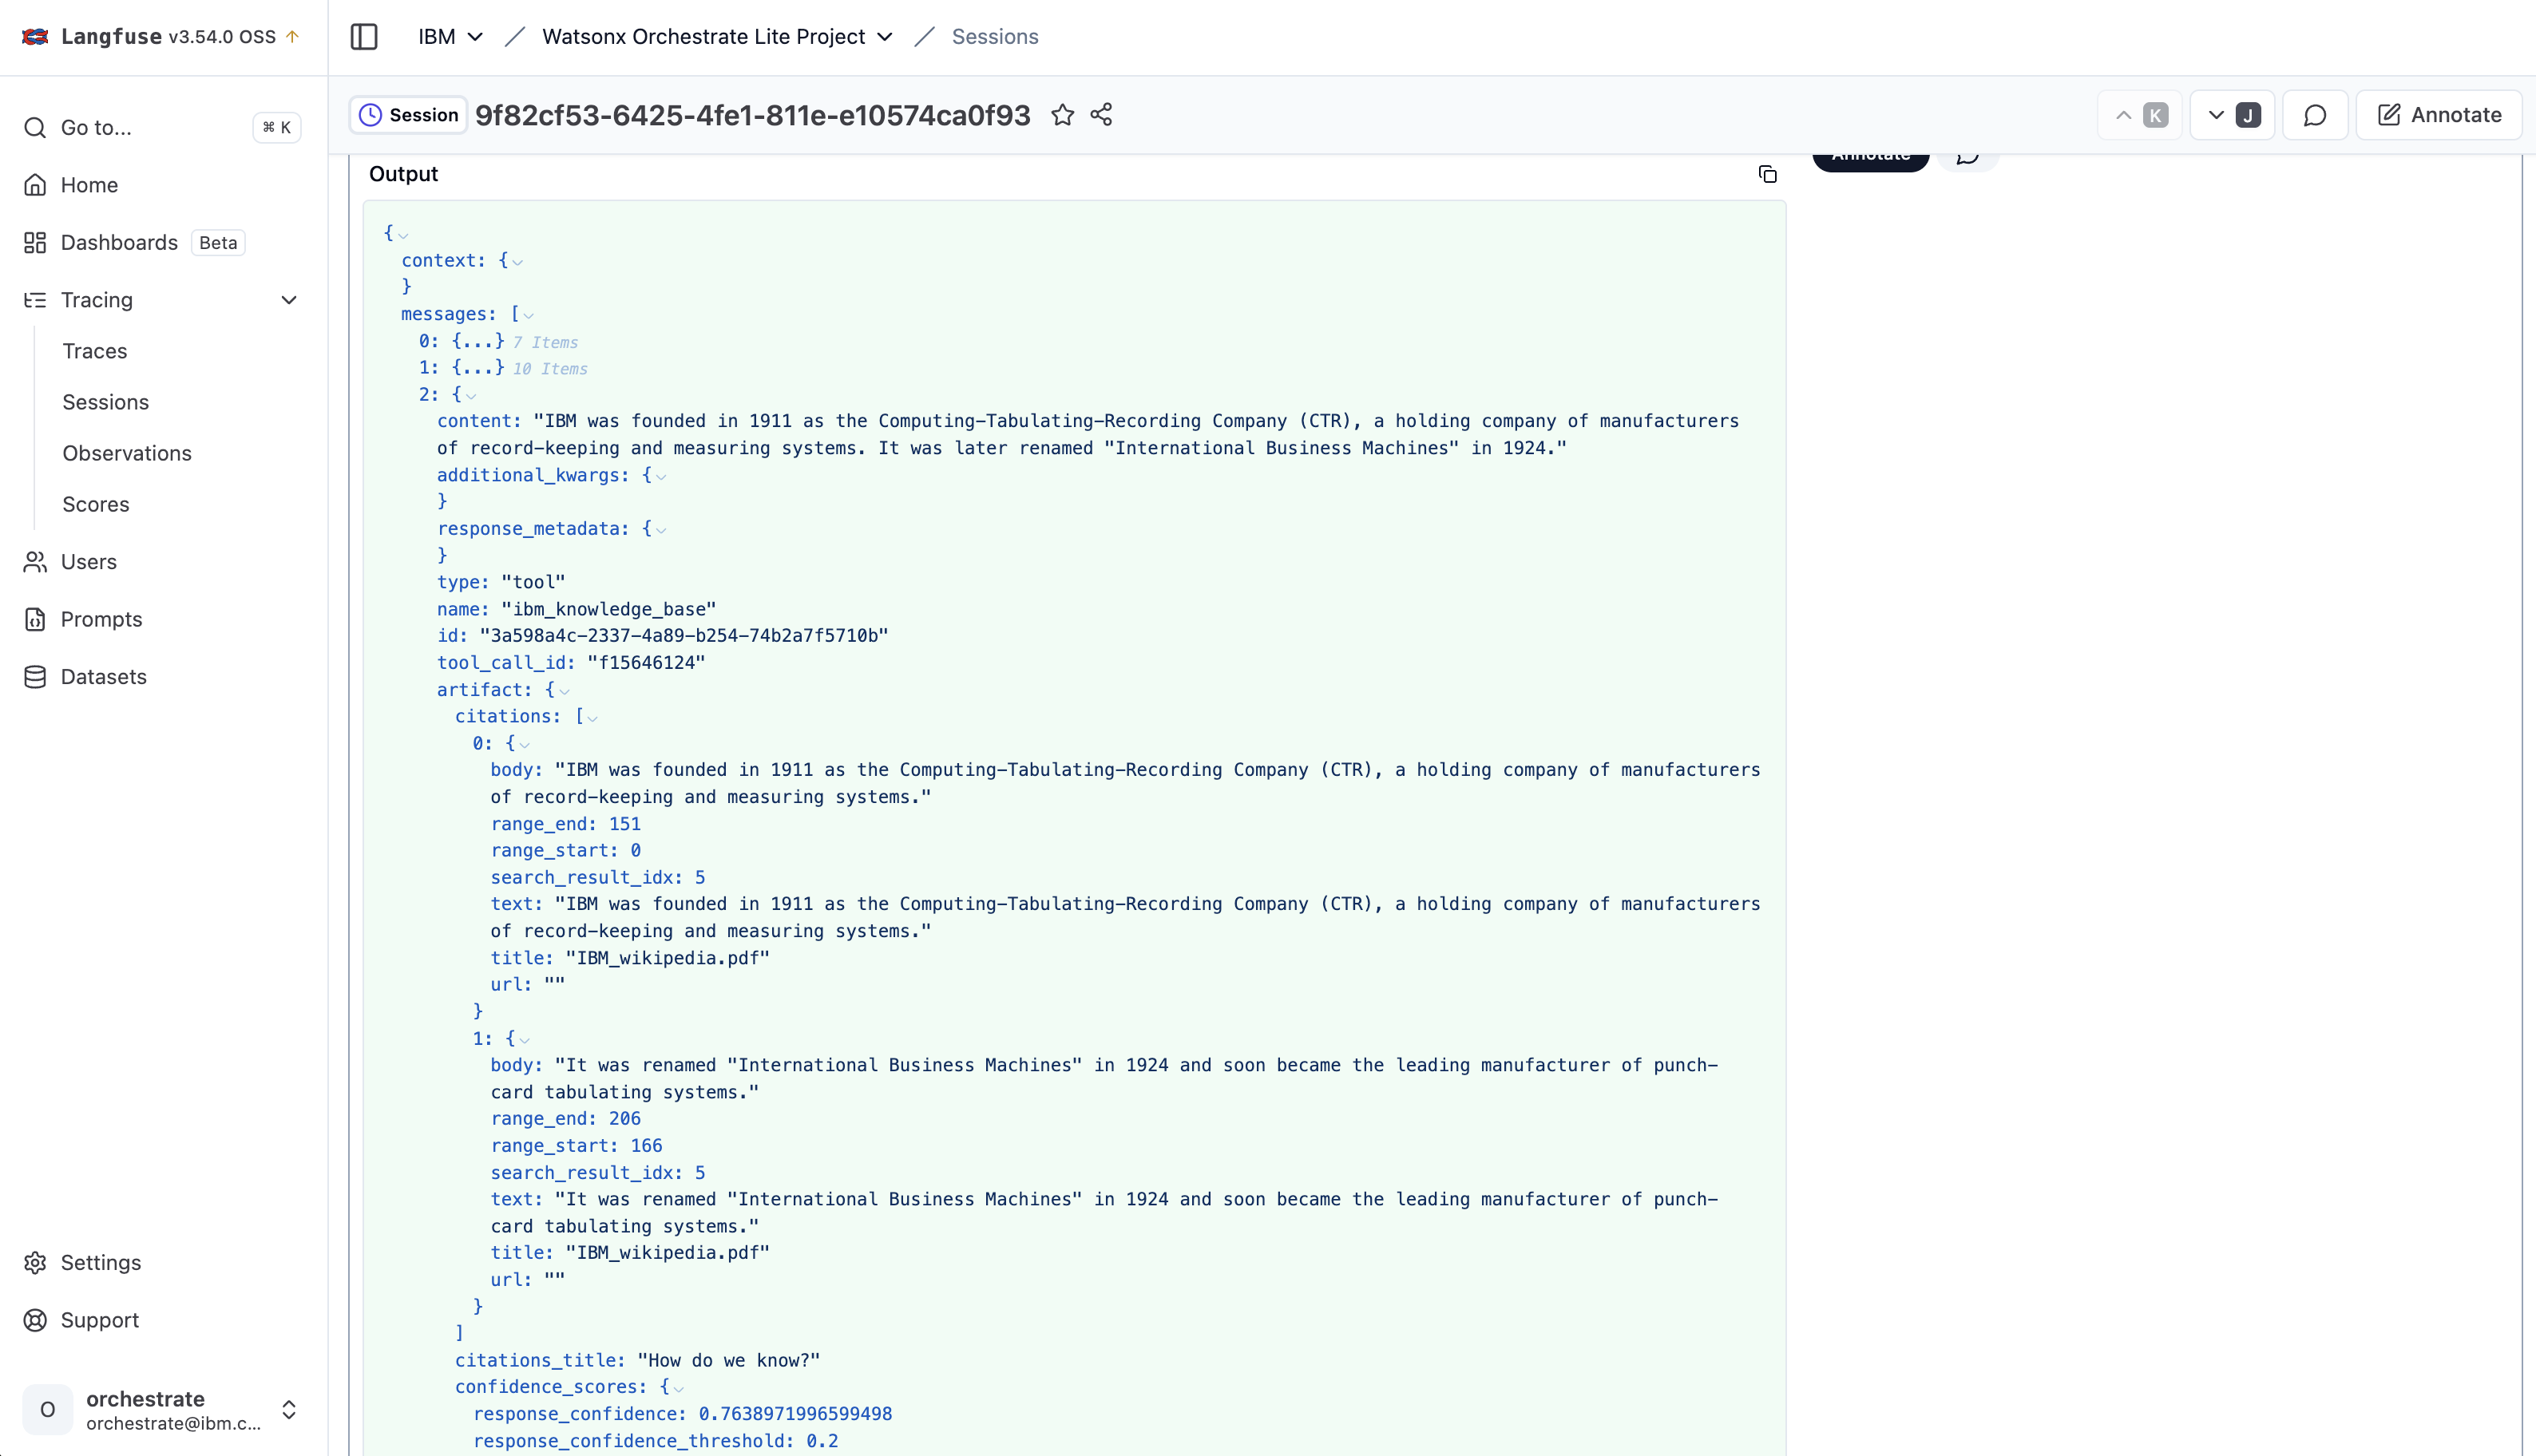 Langfuse v3.54.0 OSS
IBM / Watsonx Orchestrate Lite Project / Sessions
Go to... ⌘ K
Home
Dashboards Beta
Tracing
Traces
Sessions
Observations
Scores
Users
Prompts
Datasets
Settings
Support
O
orchestrate
orchestrate@ibm.c...
Session 9f82cf53-6425-4fe1-811e-e10574ca0f93
K
J
Annotate
Annotate
Output
{
context: {
}
messages: [
0: {...} 7 Items
1: {...} 10 Items
2: {
content: "IBM was founded in 1911 as the Computing-Tabulating-Recording Company (CTR), a holding company of manufacturers
of record-keeping and measuring systems. It was later renamed "International Business Machines" in 1924."
additional_kwargs: {
}
response_metadata: {
}
type: "tool"
name: "ibm_knowledge_base"
id: "3a598a4c-2337-4a89-b254-74b2a7f5710b"
tool_call_id: "f15646124"
artifact: {
citations: [
0: {
body: "IBM was founded in 1911 as the Computing-Tabulating-Recording Company (CTR), a holding company of manufacturers
of record-keeping and measuring systems."
range_end: 151
range_start: 0
search_result_idx: 5
text: "IBM was founded in 1911 as the Computing-Tabulating-Recording Company (CTR), a holding company of manufacturers
of record-keeping and measuring systems."
title: "IBM_wikipedia.pdf"
url: ""
}
1: {
body: "It was renamed "International Business Machines" in 1924 and soon became the leading manufacturer of punch-
card tabulating systems."
range_end: 206
range_start: 166
search_result_idx: 5
text: "It was renamed "International Business Machines" in 1924 and soon became the leading manufacturer of punch-
card tabulating systems."
title: "IBM_wikipedia.pdf"
url: ""
}
]
citations_title: "How do we know?"
confidence_scores: {
response_confidence: 0.7638971996599498
response_confidence_threshold: 0.2